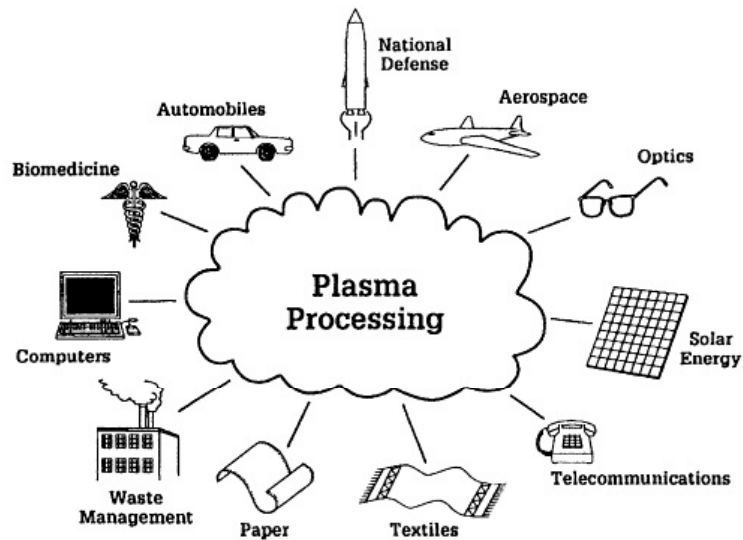 National
Defense
Automobiles
Aerospace
Biomedicine
Optics
Plasma
Processing
Computers
Solar
Energy
Waste
Management
Paper
Textiles
Telecommunications